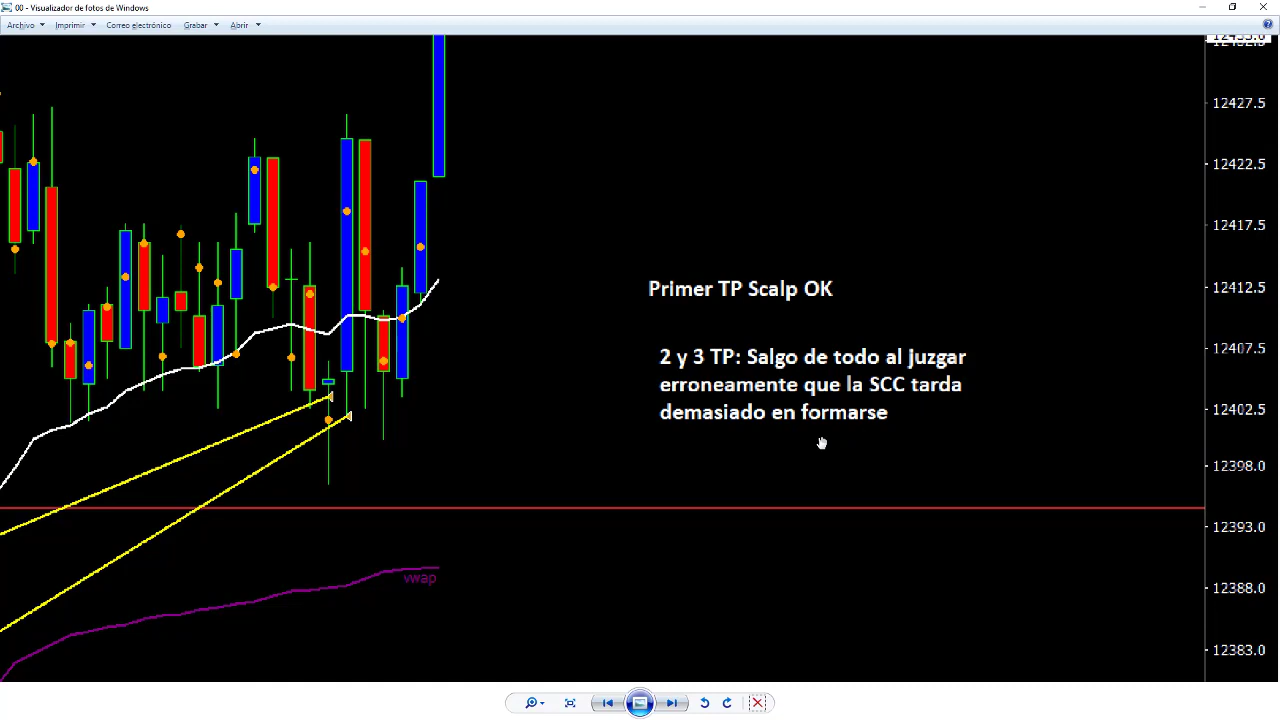 00 - Visualizador de fotos de Windows
Archivo Imprimir Correo electrónico Grabar Abrir
12427.5
12422.5
12417.5
12412.5
12407.5
12402.5
12398.0
12393.0
12388.0
12383.0
Primer TP Scalp OK
2 y 3 TP: Salgo de todo al juzgar
erroneamente que la SCC tarda
demasiado en formarse
vwap